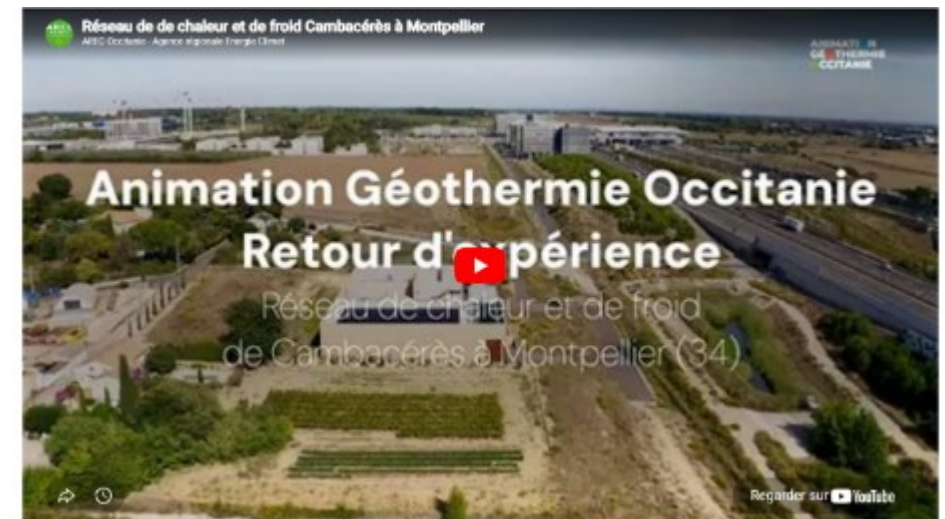 Réseau de de chaleur et de froid Cambacérès à Montpellier
AREC Occitanie - Agence régionale Energie Climat
ANIMATION
GÉOTHERMIE
OCCITANIE
Animation Géothermie Occitanie
Retour d'expérience
Réseau de chaleur et de froid
de Cambacérès à Montpellier (34)
Regarder sur YouTube